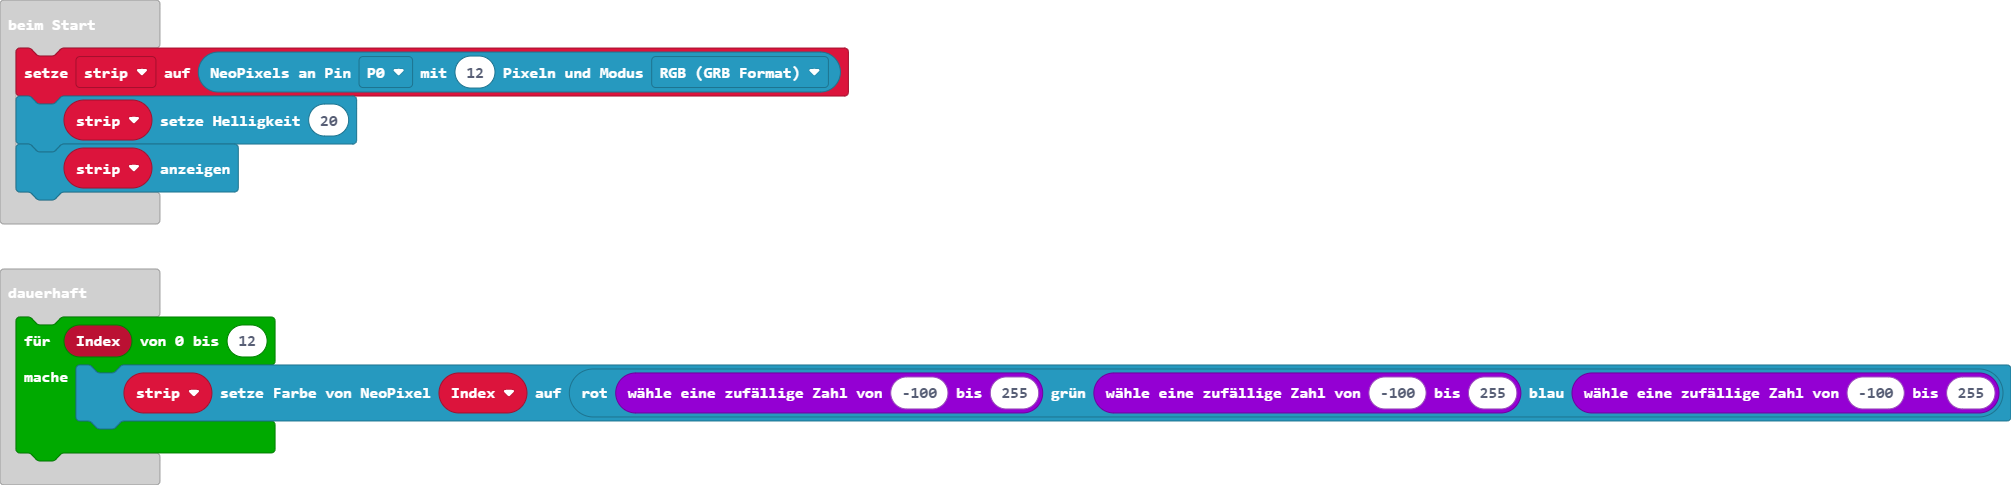 beim Start
setze strip auf NeoPixels an Pin P0 mit 12 Pixeln und Modus RGB (GRB Format)
strip setze Helligkeit 20
strip anzeigen
dauerhaft
für Index von 0 bis 12
mache
strip setze Farbe von NeoPixel Index auf rot wähle eine zufällige Zahl von -100 bis 255 grün wähle eine zufällige Zahl von -100 bis 255 blau wähle eine zufällige Zahl von -100 bis 255